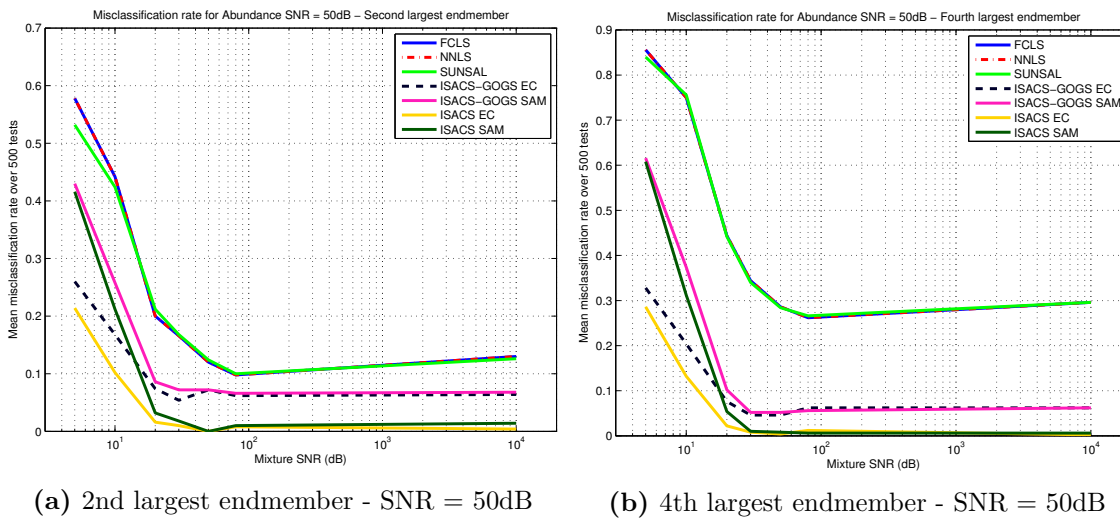 Misclassification rate for Abundance SNR = 50dB − Second largest endmember
0.7
0.6
0.5
0.4
0.3
0.2
0.1
0
Mean misclassification rate over 500 tests
FCLS
NNLS
SUNSAL
ISACS−GOGS EC
ISACS−GOGS SAM
ISACS EC
ISACS SAM
10^1
10^2
10^3
10^4
Mixture SNR (dB)
(a) 2nd largest endmember - SNR = 50dB
Misclassification rate for Abundance SNR = 50dB − Fourth largest endmember
0.9
0.8
0.7
0.6
0.5
0.4
0.3
0.2
0.1
0
Mean misclassification rate over 500 tests
FCLS
NNLS
SUNSAL
ISACS−GOGS EC
ISACS−GOGS SAM
ISACS EC
ISACS SAM
10^1
10^2
10^3
10^4
Mixture SNR (dB)
(b) 4th largest endmember - SNR = 50dB